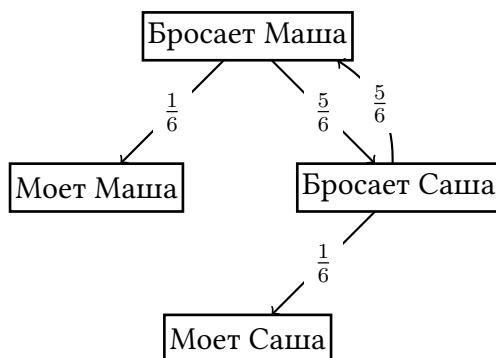 Бросает Маша
1/6
5/6
5/6
Моет Маша
Бросает Саша
1/6
Моет Саша